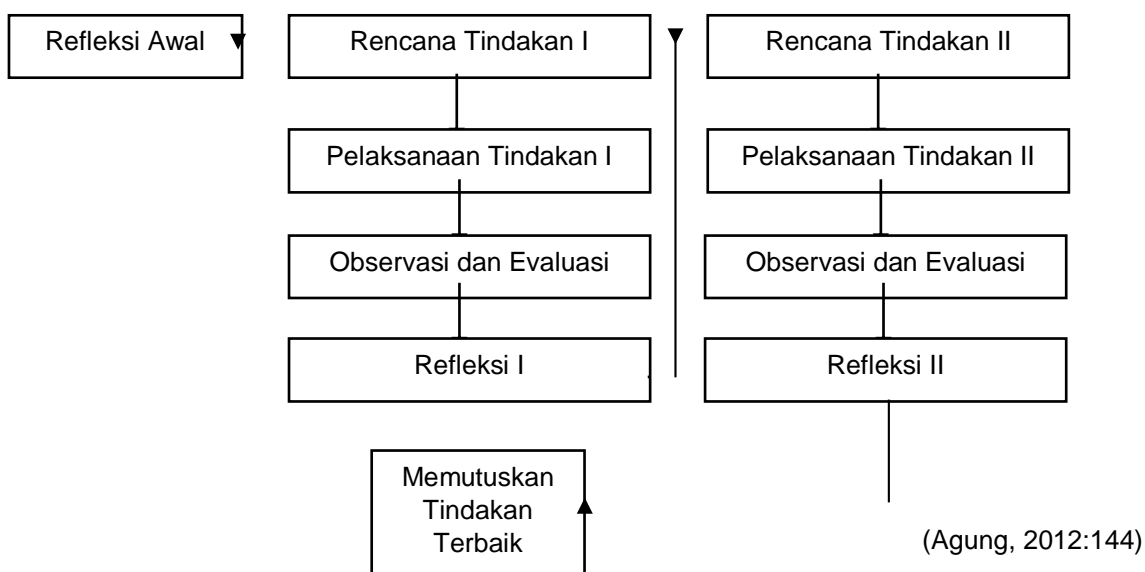 Refleksi Awal
Rencana Tindakan I
Pelaksanaan Tindakan I
Observasi dan Evaluasi
Refleksi I
Rencana Tindakan II
Pelaksanaan Tindakan II
Observasi dan Evaluasi
Refleksi II
Memutuskan
Tindakan
Terbaik
(Agung, 2012:144)